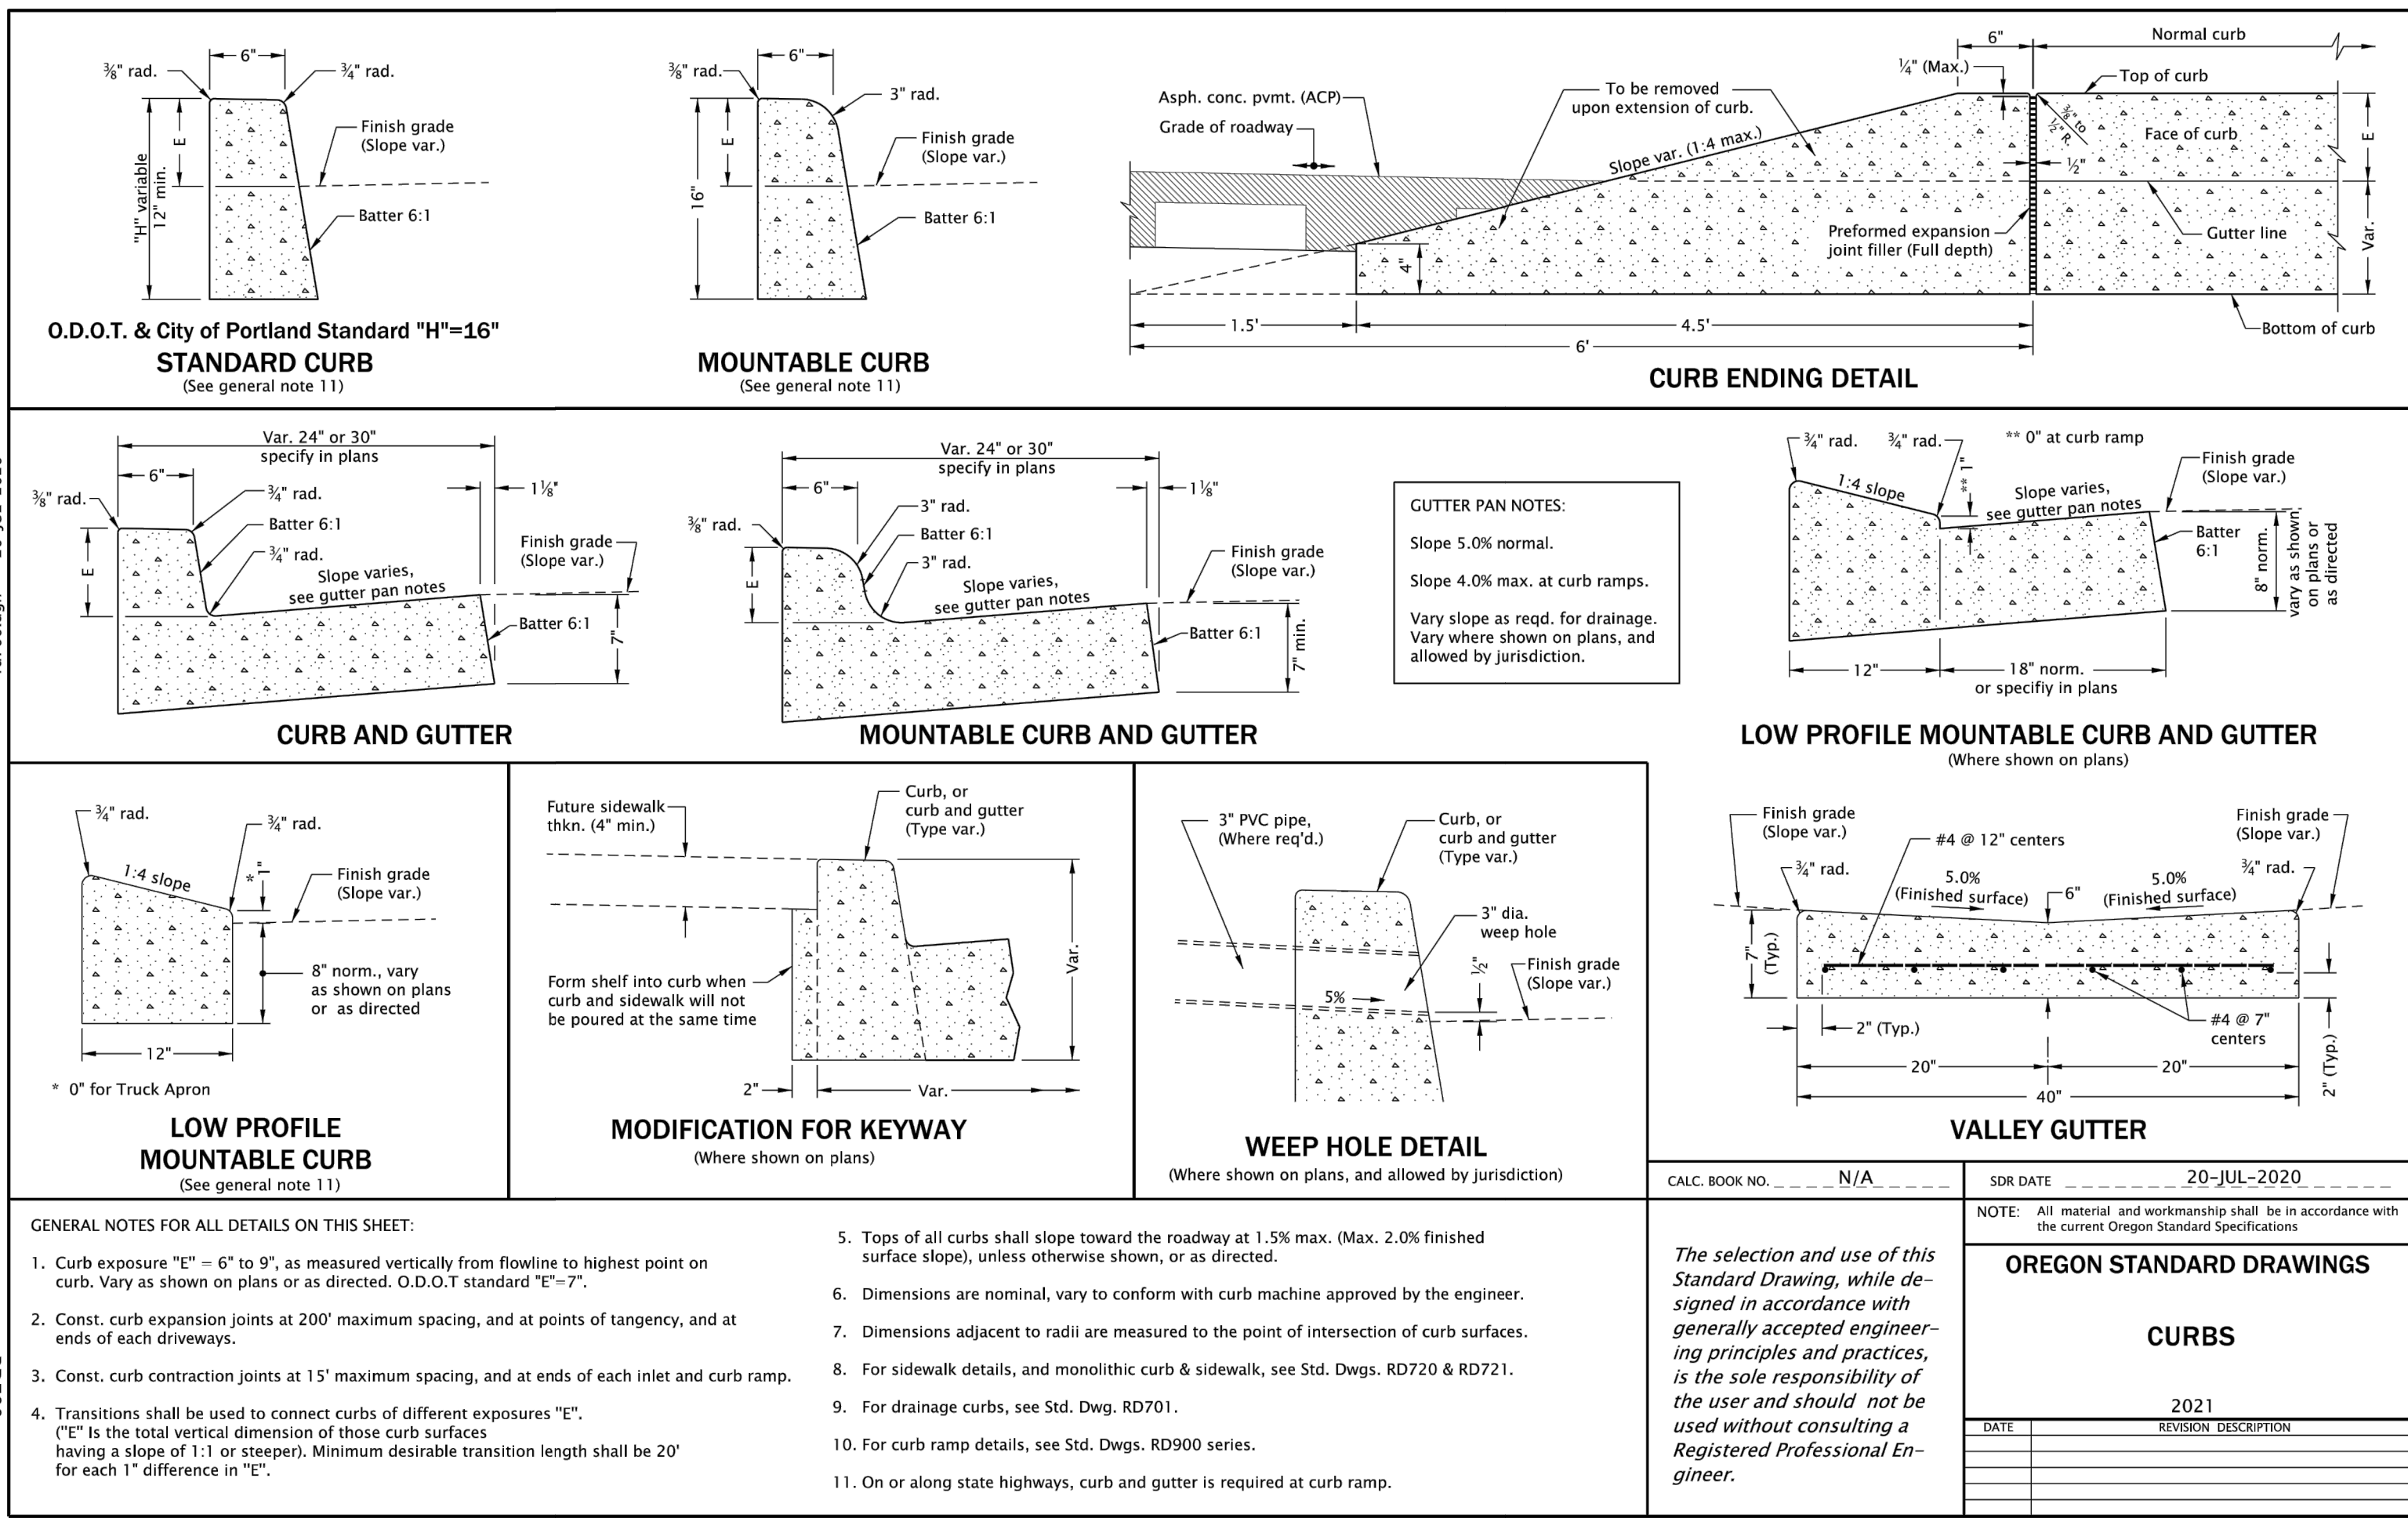 6"
⅜" rad.
¾" rad.
E
Finish grade
(Slope var.)
"H" variable
12" min.
Batter 6:1
O.D.O.T. & City of Portland Standard "H"=16"
STANDARD CURB
(See general note 11)
6"
⅜" rad.
3" rad.
E
Finish grade
(Slope var.)
16"
Batter 6:1
MOUNTABLE CURB
(See general note 11)
6"
Normal curb
¼" (Max.)
Top of curb
Asph. conc. pvmt. (ACP)
To be removed
upon extension of curb.
Grade of roadway
Slope var. (1:4 max.)
⅜" to
½" R.
Face of curb
E
½"
Preformed expansion
joint filler (Full depth)
Gutter line
Var.
4"
1.5'
4.5'
Bottom of curb
6'
CURB ENDING DETAIL
Var. 24" or 30"
specify in plans
6"
1⅛"
⅜" rad.
¾" rad.
Batter 6:1
¾" rad.
E
Slope varies,
see gutter pan notes
Finish grade
(Slope var.)
Batter 6:1
7"
CURB AND GUTTER
Var. 24" or 30"
specify in plans
6"
1⅛"
⅜" rad.
3" rad.
Batter 6:1
3" rad.
E
Slope varies,
see gutter pan notes
Finish grade
(Slope var.)
Batter 6:1
7" min.
MOUNTABLE CURB AND GUTTER
GUTTER PAN NOTES:
Slope 5.0% normal.
Slope 4.0% max. at curb ramps.
Vary slope as reqd. for drainage.
Vary where shown on plans, and
allowed by jurisdiction.
¾" rad.
¾" rad.
** 0" at curb ramp
** 1"
1:4 slope
Slope varies,
see gutter pan notes
Finish grade
(Slope var.)
Batter
6:1
8" norm.
vary as shown
on plans or
as directed
12"
18" norm.
or specifiy in plans
LOW PROFILE MOUNTABLE CURB AND GUTTER
(Where shown on plans)
¾" rad.
¾" rad.
1:4 slope
* 1"
Finish grade
(Slope var.)
8" norm., vary
as shown on plans
or as directed
12"
* 0" for Truck Apron
LOW PROFILE
MOUNTABLE CURB
(See general note 11)
Future sidewalk
thkn. (4" min.)
Curb, or
curb and gutter
(Type var.)
Form shelf into curb when
curb and sidewalk will not
be poured at the same time
Var.
2"
Var.
MODIFICATION FOR KEYWAY
(Where shown on plans)
3" PVC pipe,
(Where req'd.)
Curb, or
curb and gutter
(Type var.)
3" dia.
weep hole
½"
Finish grade
(Slope var.)
5%
WEEP HOLE DETAIL
(Where shown on plans, and allowed by jurisdiction)
Finish grade
(Slope var.)
#4 @ 12" centers
Finish grade
(Slope var.)
¾" rad.
5.0%
(Finished surface)
6"
5.0%
(Finished surface)
¾" rad.
7"
(Typ.)
2" (Typ.)
#4 @ 7"
centers
2" (Typ.)
20"
20"
40"
VALLEY GUTTER
CALC. BOOK NO. N/A
SDR DATE 20-JUL-2020
GENERAL NOTES FOR ALL DETAILS ON THIS SHEET:
1. Curb exposure "E" = 6" to 9", as measured vertically from flowline to highest point on
curb. Vary as shown on plans or as directed. O.D.O.T standard "E"=7".
2. Const. curb expansion joints at 200' maximum spacing, and at points of tangency, and at
ends of each driveways.
3. Const. curb contraction joints at 15' maximum spacing, and at ends of each inlet and curb ramp.
4. Transitions shall be used to connect curbs of different exposures "E".
("E" Is the total vertical dimension of those curb surfaces
having a slope of 1:1 or steeper). Minimum desirable transition length shall be 20'
for each 1" difference in "E".
5. Tops of all curbs shall slope toward the roadway at 1.5% max. (Max. 2.0% finished
surface slope), unless otherwise shown, or as directed.
6. Dimensions are nominal, vary to conform with curb machine approved by the engineer.
7. Dimensions adjacent to radii are measured to the point of intersection of curb surfaces.
8. For sidewalk details, and monolithic curb & sidewalk, see Std. Dwgs. RD720 & RD721.
9. For drainage curbs, see Std. Dwg. RD701.
10. For curb ramp details, see Std. Dwgs. RD900 series.
11. On or along state highways, curb and gutter is required at curb ramp.
The selection and use of this
Standard Drawing, while de-
signed in accordance with
generally accepted engineer-
ing principles and practices,
is the sole responsibility of
the user and should not be
used without consulting a
Registered Professional En-
gineer.
NOTE: All material and workmanship shall be in accordance with
the current Oregon Standard Specifications
OREGON STANDARD DRAWINGS
CURBS
2021
DATE
REVISION DESCRIPTION